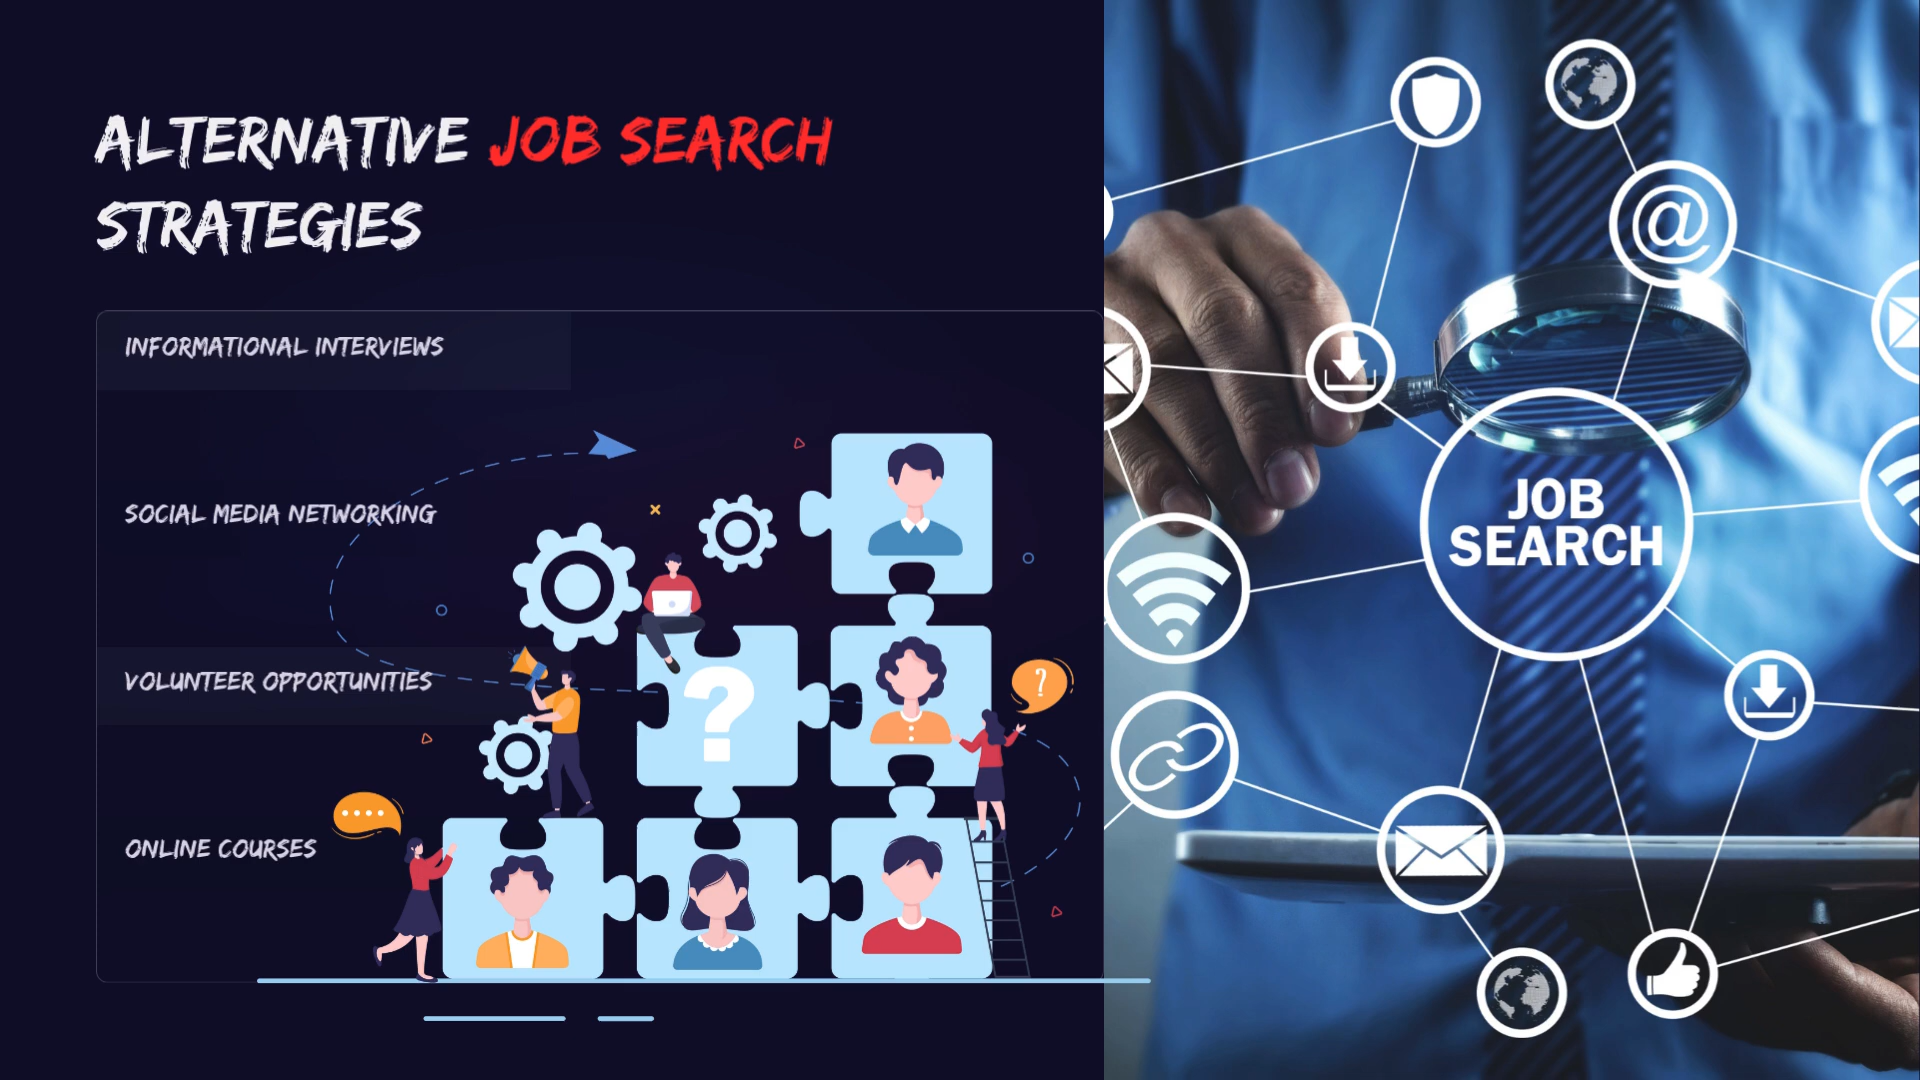 ALTERNATIVE JOB SEARCH
STRATEGIES
INFORMATIONAL INTERVIEWS
SOCIAL MEDIA NETWORKING
VOLUNTEER OPPORTUNITIES
ONLINE COURSES
?
?
@
JOB
SEARCH